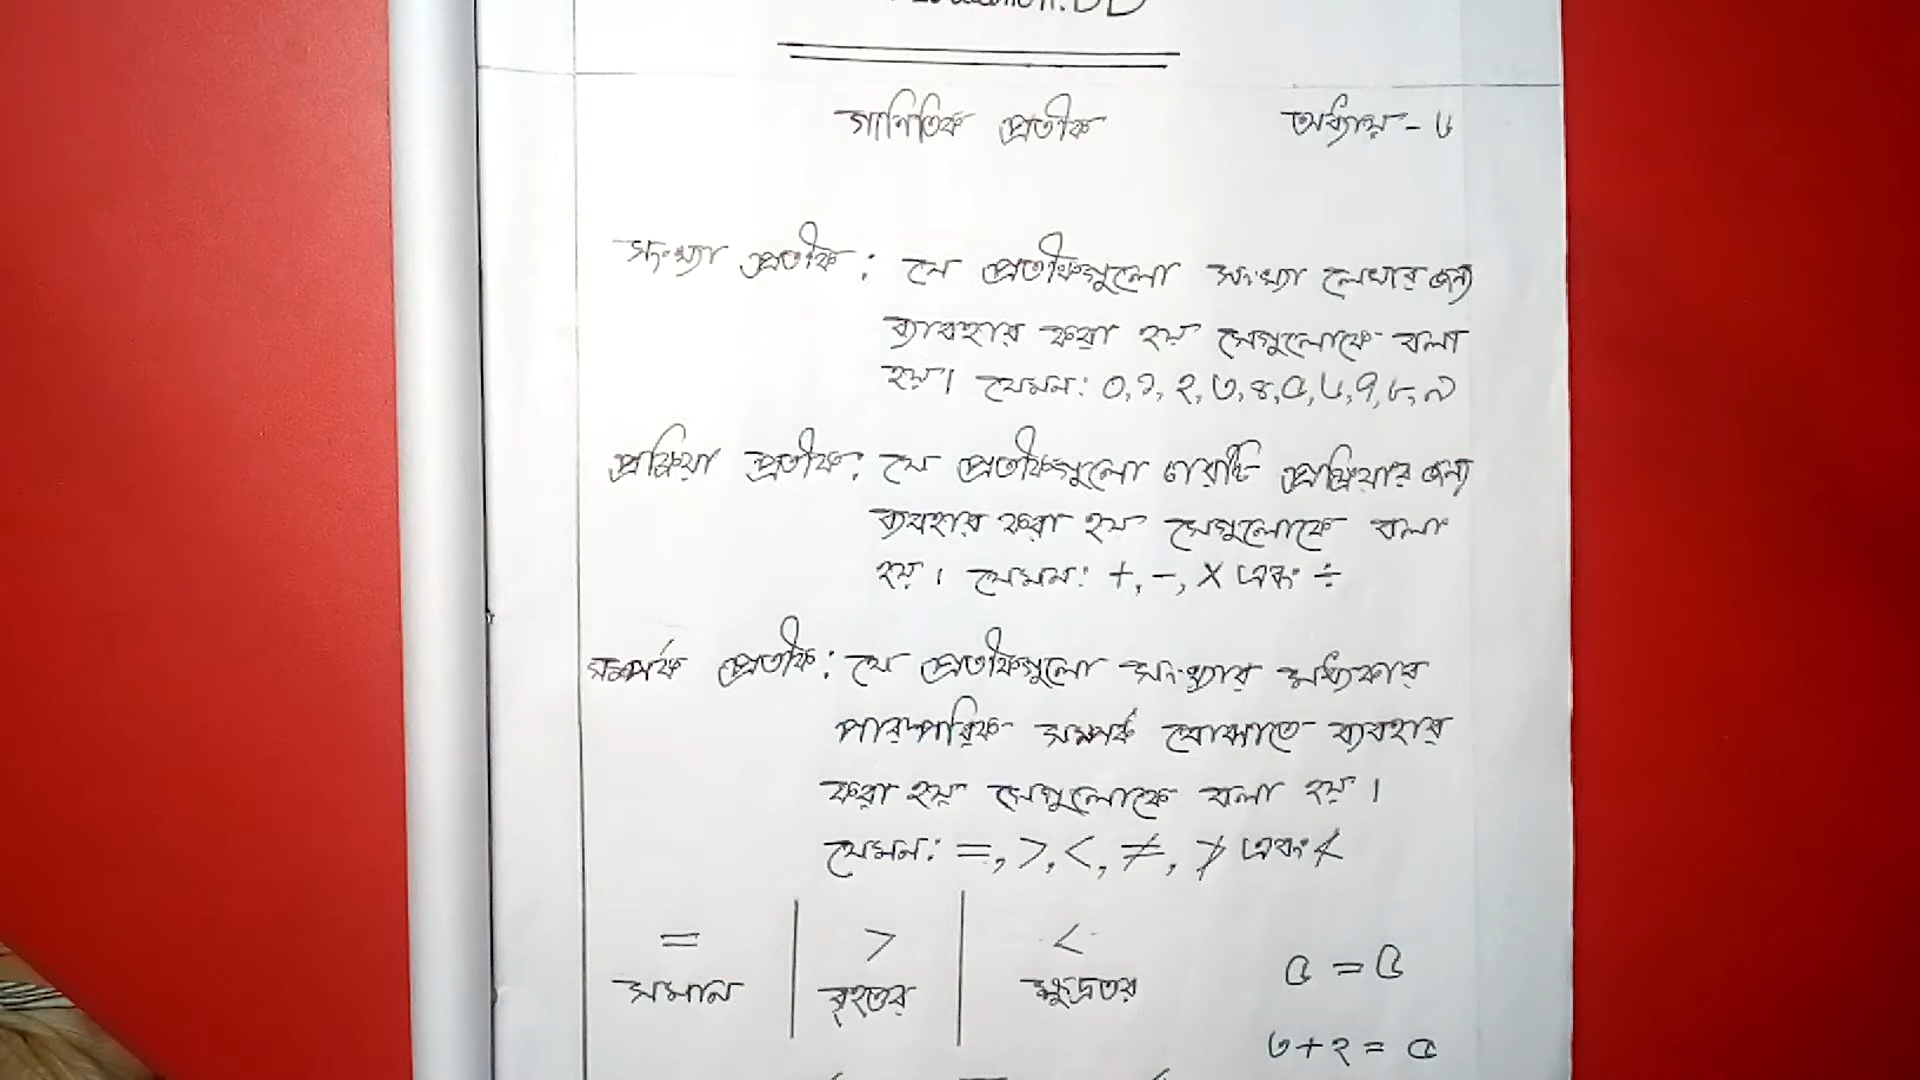 গাণিতিক প্রতীক অধ্যায় - ৬
সংখ্যা প্রতীক : যে প্রতীকগুলো সংখ্যা লেখার জন্য
ব্যাবহার করা হয় সেগুলোকে বলা
হয়। যেমন: ০, ১, ২, ৩, ৪, ৫, ৬, ৭, ৮, ৯
প্রক্রিয়া প্রতীক: যে প্রতীকগুলো চারটি প্রক্রিয়ার জন্য
ব্যবহার করা হয় সেগুলোকে বলা
হয়। যেমন: +, -, × এবং ÷
সম্পর্ক প্রতীক: যে প্রতীকগুলো সংখ্যার মধ্যকার
পারস্পরিক সম্পর্ক বোঝাতে ব্যবহার
করা হয় সেগুলোকে বলা হয়।
যেমন: =, >, <, ≠, ≯ এবং ≮
= > <
সমান বৃহত্তর ক্ষুদ্রতর
৫ = ৫
৩+২ = ৫